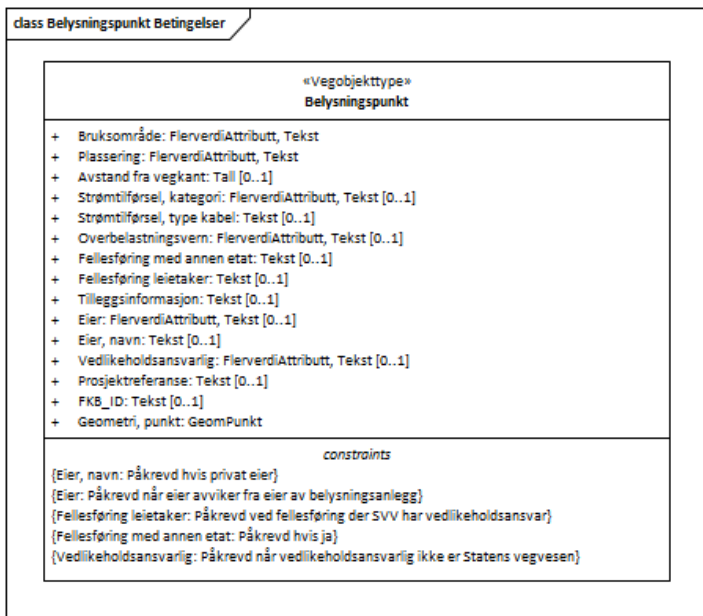 class Belysningspunkt Betingelser
«Vegobjekttype»
Belysningspunkt
+ Bruksområde: FlerverdiAttributt, Tekst
+ Plassering: FlerverdiAttributt, Tekst
+ Avstand fra vegkant: Tall [0..1]
+ Strømtilførsel, kategori: FlerverdiAttributt, Tekst [0..1]
+ Strømtilførsel, type kabel: Tekst [0..1]
+ Overbelastningsvern: FlerverdiAttributt, Tekst [0..1]
+ Fellesføring med annen etat: Tekst [0..1]
+ Fellesføring leietaker: Tekst [0..1]
+ Tilleggsinformasjon: Tekst [0..1]
+ Eier: FlerverdiAttributt, Tekst [0..1]
+ Eier, navn: Tekst [0..1]
+ Vedlikeholdsansvarlig: FlerverdiAttributt, Tekst [0..1]
+ Prosjektreferanse: Tekst [0..1]
+ FKB_ID: Tekst [0..1]
+ Geometri, punkt: GeomPunkt
constraints
{Eier, navn: Påkrevd hvis privat eier}
{Eier: Påkrevd når eier avviker fra eier av belysningsanlegg}
{Fellesføring leietaker: Påkrevd ved fellesføring der SVV har vedlikeholdsansvar}
{Fellesføring med annen etat: Påkrevd hvis ja}
{Vedlikeholdsansvarlig: Påkrevd når vedlikeholdsansvarlig ikke er Statens vegvesen}